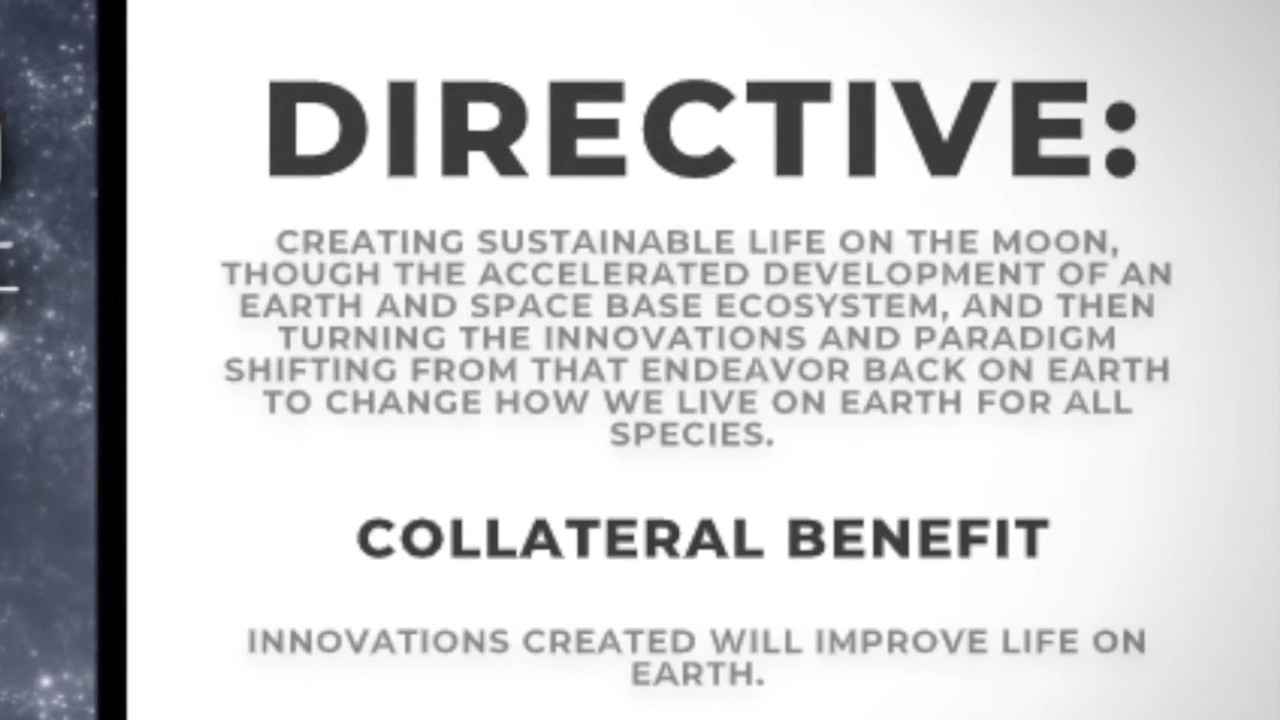 DIRECTIVE:
CREATING SUSTAINABLE LIFE ON THE MOON,
THOUGH THE ACCELERATED DEVELOPMENT OF AN
EARTH AND SPACE BASE ECOSYSTEM, AND THEN
TURNING THE INNOVATIONS AND PARADIGM
SHIFTING FROM THAT ENDEAVOR BACK ON EARTH
TO CHANGE HOW WE LIVE ON EARTH FOR ALL
SPECIES.
COLLATERAL BENEFIT
INNOVATIONS CREATED WILL IMPROVE LIFE ON
EARTH.